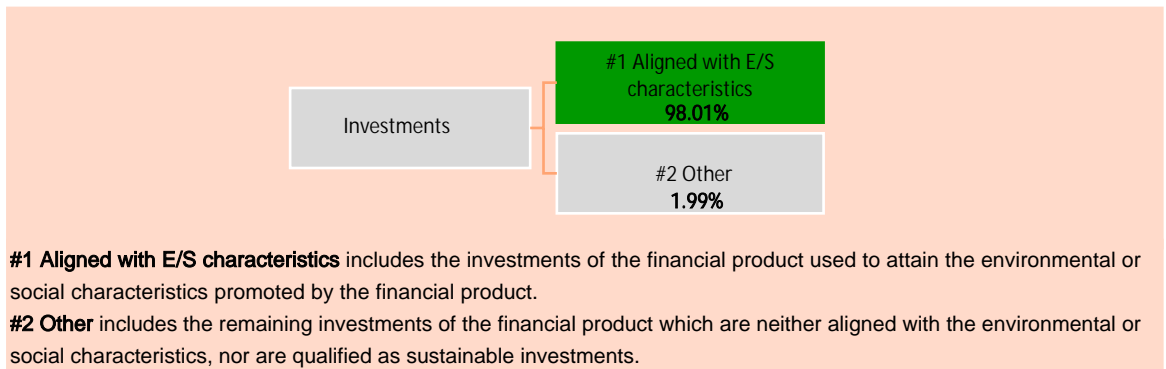 #1 Aligned with E/S
characteristics
98.01%
Investments
#2 Other
1.99%
#1 Aligned with E/S characteristics includes the investments of the financial product used to attain the environmental or
social characteristics promoted by the financial product.
#2 Other includes the remaining investments of the financial product which are neither aligned with the environmental or
social characteristics, nor are qualified as sustainable investments.